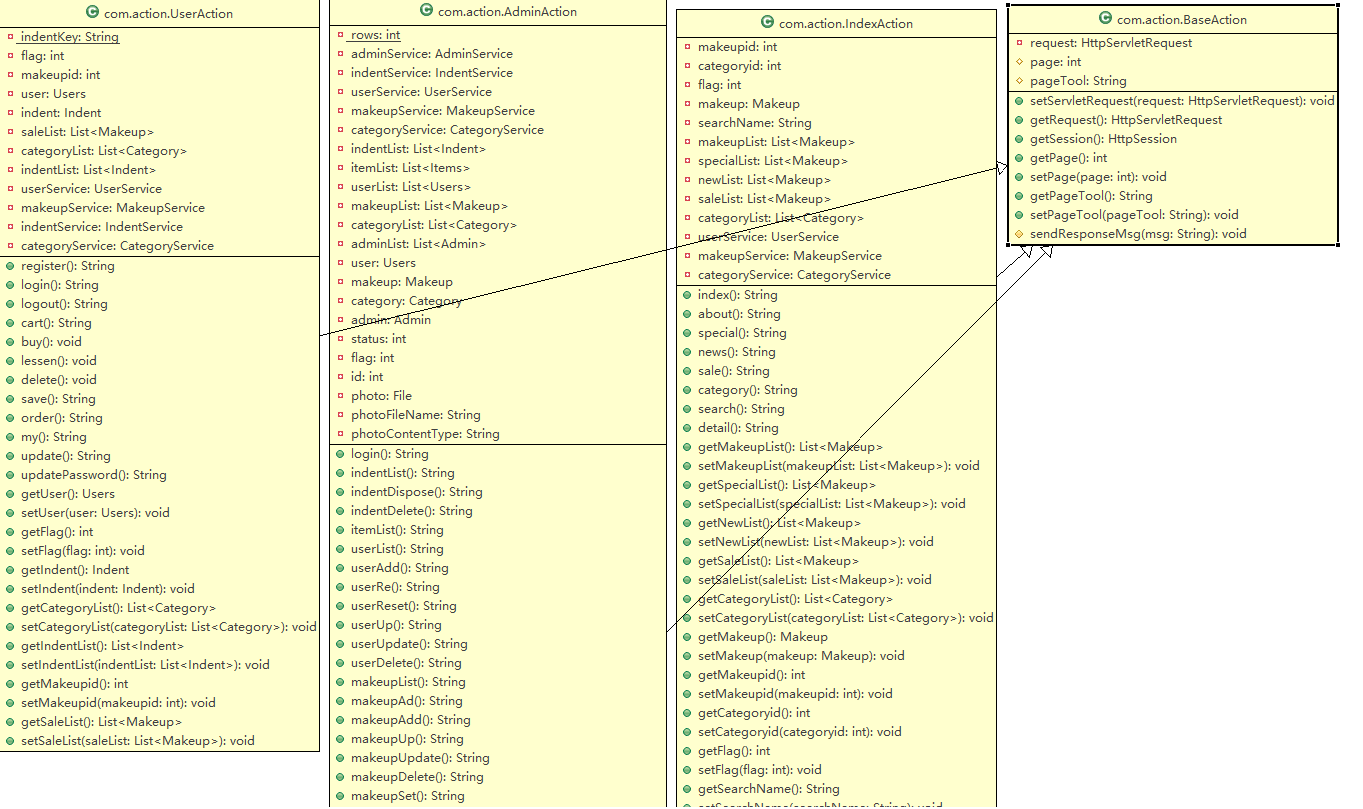 com.action.UserAction
indentKey: String
flag: int
makeupid: int
user: Users
indent: Indent
saleList: List<Makeup>
categoryList: List<Category>
indentList: List<Indent>
userService: UserService
makeupService: MakeupService
indentService: IndentService
categoryService: CategoryService
register(): String
login(): String
logout(): String
cart(): String
buy(): void
lessen(): void
delete(): void
save(): String
order(): String
my(): String
update(): String
updatePassword(): String
getUser(): Users
setUser(user: Users): void
getFlag(): int
setFlag(flag: int): void
getIndent(): Indent
setIndent(indent: Indent): void
getCategoryList(): List<Category>
setCategoryList(categoryList: List<Category>): void
getIndentList(): List<Indent>
setIndentList(indentList: List<Indent>): void
getMakeupid(): int
setMakeupid(makeupid: int): void
getSaleList(): List<Makeup>
setSaleList(saleList: List<Makeup>): void
com.action.AdminAction
rows: int
adminService: AdminService
indentService: IndentService
userService: UserService
makeupService: MakeupService
categoryService: CategoryService
indentList: List<Indent>
itemList: List<Items>
userList: List<Users>
makeupList: List<Makeup>
categoryList: List<Category>
adminList: List<Admin>
user: Users
makeup: Makeup
category: Category
admin: Admin
status: int
flag: int
id: int
photo: File
photoFileName: String
photoContentType: String
login(): String
indentList(): String
indentDispose(): String
indentDelete(): String
itemList(): String
userList(): String
userAdd(): String
userRe(): String
userReset(): String
userUp(): String
userUpdate(): String
userDelete(): String
makeupList(): String
makeupAd(): String
makeupAdd(): String
makeupUp(): String
makeupUpdate(): String
makeupDelete(): String
makeupSet(): String
com.action.IndexAction
makeupid: int
categoryid: int
flag: int
makeup: Makeup
searchName: String
makeupList: List<Makeup>
specialList: List<Makeup>
newList: List<Makeup>
saleList: List<Makeup>
categoryList: List<Category>
userService: UserService
makeupService: MakeupService
categoryService: CategoryService
index(): String
about(): String
special(): String
news(): String
sale(): String
category(): String
search(): String
detail(): String
getMakeupList(): List<Makeup>
setMakeupList(makeupList: List<Makeup>): void
getSpecialList(): List<Makeup>
setSpecialList(specialList: List<Makeup>): void
getNewList(): List<Makeup>
setNewList(newList: List<Makeup>): void
getSaleList(): List<Makeup>
setSaleList(saleList: List<Makeup>): void
getCategoryList(): List<Category>
setCategoryList(categoryList: List<Category>): void
getMakeup(): Makeup
setMakeup(makeup: Makeup): void
getMakeupid(): int
setMakeupid(makeupid: int): void
getCategoryid(): int
setCategoryid(categoryid: int): void
getFlag(): int
setFlag(flag: int): void
getSearchName(): String
setSearchName(searchName: String): void
com.action.BaseAction
request: HttpServletRequest
page: int
pageTool: String
setServletRequest(request: HttpServletRequest): void
getRequest(): HttpServletRequest
getSession(): HttpSession
getPage(): int
setPage(page: int): void
getPageTool(): String
setPageTool(pageTool: String): void
sendResponseMsg(msg: String): void